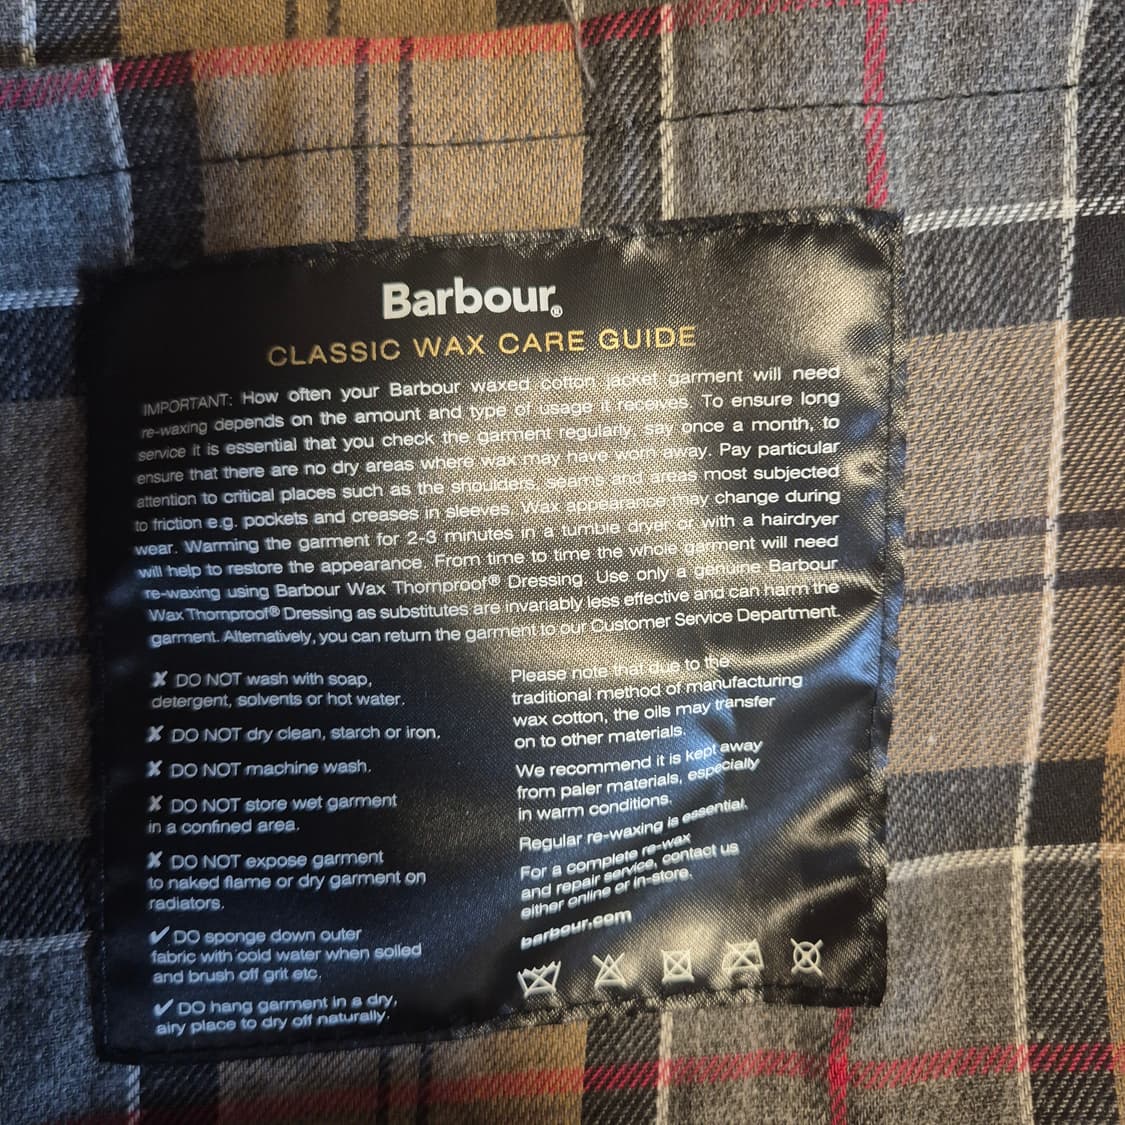 Barbour®
CLASSIC WAX CARE GUIDE
IMPORTANT: How often your Barbour waxed cotton jacket garment will need
re-waxing depends on the amount and type of usage it receives. To ensure long
service it is essential that you check the garment regularly, say once a month, to
ensure that there are no dry areas where wax may have worn away. Pay particular
attention to critical places such as the shoulders, seams and areas most subjected
to friction e.g. pockets and creases in sleeves. Wax appearance may change during
wear. Warming the garment for 2-3 minutes in a tumble dryer or with a hairdryer
will help to restore the appearance. From time to time the whole garment will need
re-waxing using Barbour Wax Thornproof® Dressing. Use only a genuine Barbour
Wax Thornproof® Dressing as substitutes are invariably less effective and can harm the
garment. Alternatively, you can return the garment to our Customer Service Department.
✘ DO NOT wash with soap,
detergent, solvents or hot water.
✘ DO NOT dry clean, starch or iron.
✘ DO NOT machine wash.
✘ DO NOT store wet garment
in a confined area.
✘ DO NOT expose garment
to naked flame or dry garment on
radiators.
✔ DO sponge down outer
fabric with cold water when soiled
and brush off grit etc.
✔ DO hang garment in a dry,
airy place to dry off naturally.
Please note that due to the
traditional method of manufacturing
wax cotton, the oils may transfer
on to other materials.
We recommend it is kept away
from paler materials, especially
in warm conditions.
Regular re-waxing is essential.
For a complete re-wax
and repair service, contact us
either online or in-store.
barbour.com